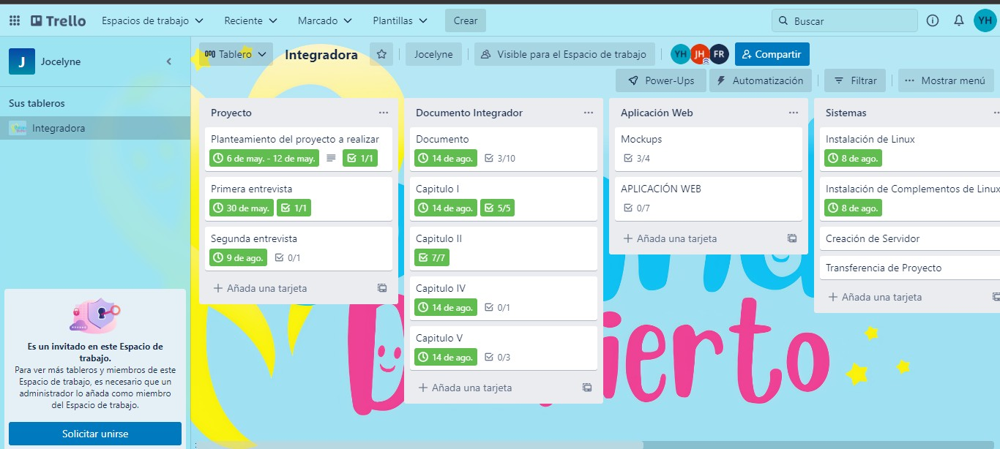 Trello
Espacios de trabajo
Reciente
Marcado
Plantillas
Crear
Buscar
YH
J
Jocelyne
Tablero
Integradora
Jocelyne
Visible para el Espacio de trabajo
YH
JH
FR
Compartir
Power-Ups
Automatización
Filtrar
Mostrar menú
Sus tableros
Integradora
Proyecto
Planteamiento del proyecto a realizar
6 de may. - 12 de may. 1/1
Primera entrevista
30 de may. 1/1
Segunda entrevista
9 de ago. 0/1
Añada una tarjeta
Documento Integrador
Documento
14 de ago. 3/10
Capitulo I
14 de ago. 5/5
Capitulo II
7/7
Capitulo IV
14 de ago. 0/1
Capitulo V
14 de ago. 0/3
Añada una tarjeta
Aplicación Web
Mockups
3/4
APLICACIÓN WEB
0/7
Añada una tarjeta
Sistemas
Instalación de Linux
8 de ago.
Instalación de Complementos de Linux
8 de ago.
Creación de Servidor
Transferencia de Proyecto
Añada una tarjeta
Es un invitado en este Espacio de
trabajo.
Para ver más tableros y miembros de este
Espacio de trabajo, es necesario que un
administrador lo añada como miembro
del Espacio de trabajo.
Solicitar unirse